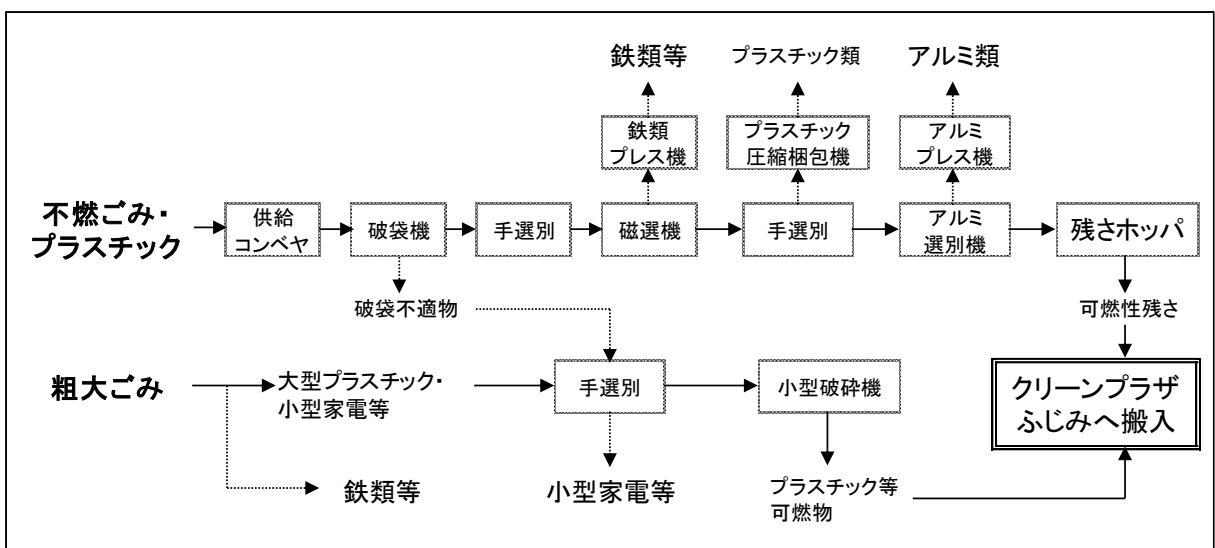 鉄類等
プラスチック類
アルミ類
鉄類
プレス機
プラスチック
圧縮梱包機
アルミ
プレス機
不燃ごみ・
プラスチック
供給
コンベヤ
破袋機
手選別
磁選機
手選別
アルミ
選別機
残さホッパ
破袋不適物
可燃性残さ
粗大ごみ
大型プラスチック・
小型家電等
手選別
小型破砕機
クリーンプラザ
ふじみへ搬入
鉄類等
小型家電等
プラスチック等
可燃物